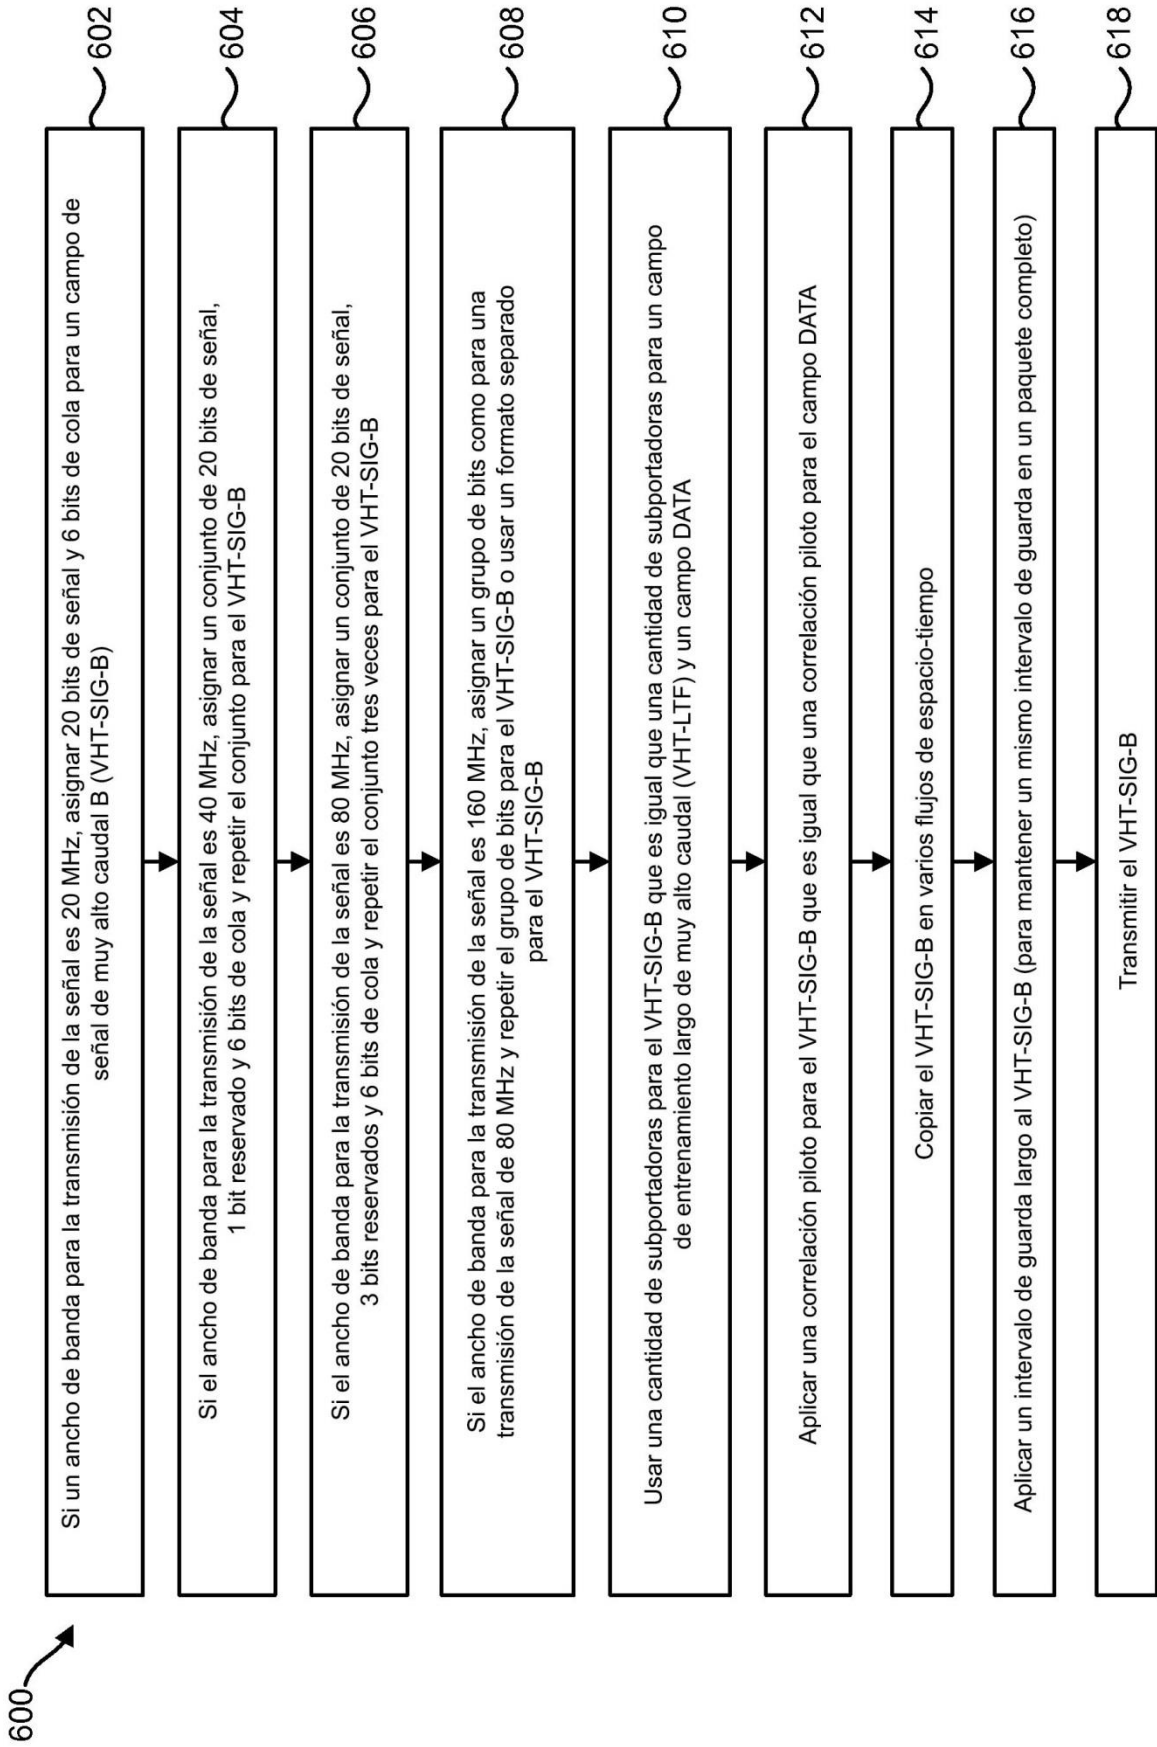 600
Si un ancho de banda para la transmisión de la señal es 20 MHz, asignar 20 bits de señal y 6 bits de cola para un campo de
señal de muy alto caudal B (VHT-SIG-B)
602
Si el ancho de banda para la transmisión de la señal es 40 MHz, asignar un conjunto de 20 bits de señal,
1 bit reservado y 6 bits de cola y repetir el conjunto para el VHT-SIG-B
604
Si el ancho de banda para la transmisión de la señal es 80 MHz, asignar un conjunto de 20 bits de señal,
3 bits reservados y 6 bits de cola y repetir el conjunto tres veces para el VHT-SIG-B
606
Si el ancho de banda para la transmisión de la señal es 160 MHz, asignar un grupo de bits como para una
transmisión de la señal de 80 MHz y repetir el grupo de bits para el VHT-SIG-B o usar un formato separado
para el VHT-SIG-B
608
Usar una cantidad de subportadoras para el VHT-SIG-B que es igual que una cantidad de subportadoras para un campo
de entrenamiento largo de muy alto caudal (VHT-LTF) y un campo DATA
610
Aplicar una correlación piloto para el VHT-SIG-B que es igual que una correlación piloto para el campo DATA
612
Copiar el VHT-SIG-B en varios flujos de espacio-tiempo
614
Aplicar un intervalo de guarda largo al VHT-SIG-B (para mantener un mismo intervalo de guarda en un paquete completo)
616
Transmitir el VHT-SIG-B
618